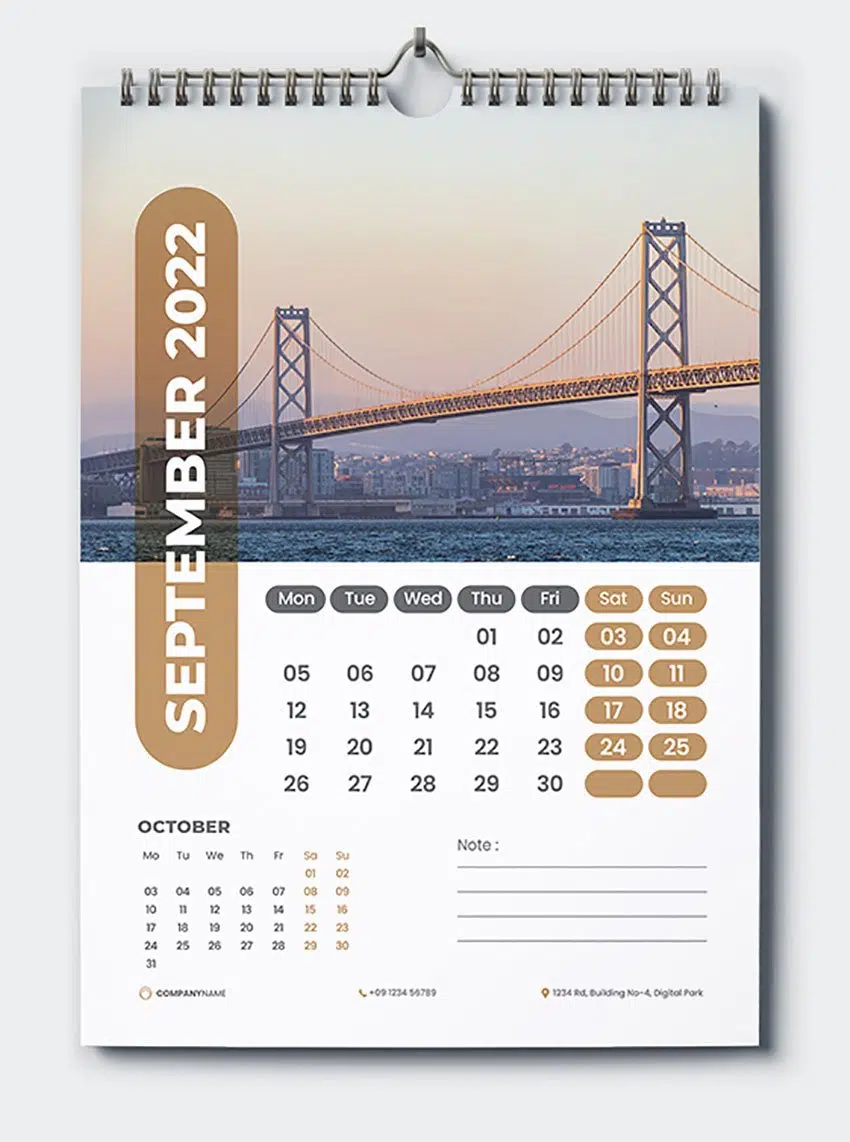 SEPTEMBER 2022
Mon Tue Wed Thu Fri Sat Sun
01 02 03 04
05 06 07 08 09 10 11
12 13 14 15 16 17 18
19 20 21 22 23 24 25
26 27 28 29 30
OCTOBER
Mo Tu We Th Fr Sa Su
01 02
03 04 05 06 07 08 09
10 11 12 13 14 15 16
17 18 19 20 21 22 23
24 25 26 27 28 29 30
31
Note :
COMPANYNAME
+09 1234 56789
1234 Rd, Building No-4, Digital Park